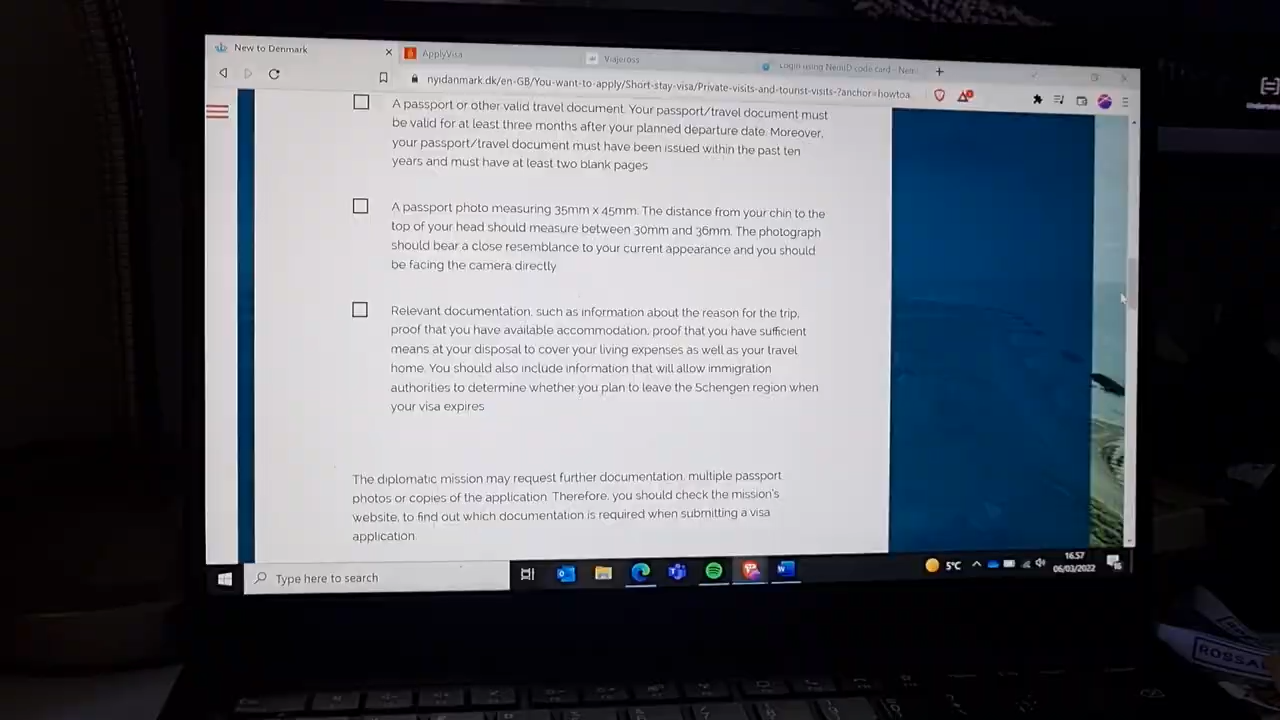 New to Denmark
ApplyVisa
Viajeross
Login using NemID code card - Nem
nyidanmark.dk/en-GB/You-want-to-apply/Short-stay-visa/Private-visits-and-tourist-visits-?anchor=howtoa
A passport or other valid travel document. Your passport/travel document must
be valid for at least three months after your planned departure date. Moreover,
your passport/travel document must have been issued within the past ten
years and must have at least two blank pages
A passport photo measuring 35mm x 45mm. The distance from your chin to the
top of your head should measure between 30mm and 36mm. The photograph
should bear a close resemblance to your current appearance and you should
be facing the camera directly
Relevant documentation, such as information about the reason for the trip,
proof that you have available accommodation, proof that you have sufficient
means at your disposal to cover your living expenses as well as your travel
home. You should also include information that will allow immigration
authorities to determine whether you plan to leave the Schengen region when
your visa expires
The diplomatic mission may request further documentation, multiple passport
photos or copies of the application. Therefore, you should check the mission's
website, to find out which documentation is required when submitting a visa
application.
Type here to search
5°C
16.57
06/03/2022
ROSSA